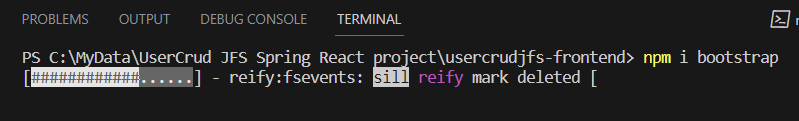 PROBLEMS OUTPUT DEBUG CONSOLE TERMINAL
PS C:\MyData\UserCrud JFS Spring React project\usercrudjfs-frontend> npm i bootstrap
[############......] - reify:fsevents: sill reify mark deleted [